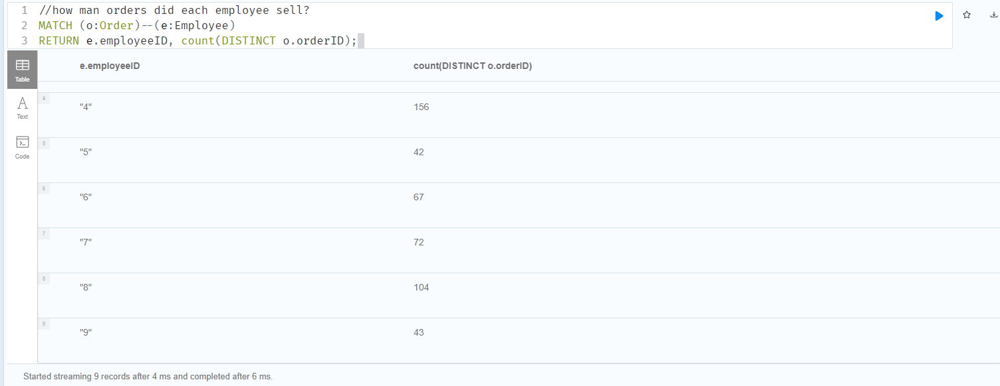 1 //how man orders did each employee sell?
2 MATCH (o:Order)--(e:Employee)
3 RETURN e.employeeID, count(DISTINCT o.orderID);
e.employeeID count(DISTINCT o.orderID)
Table
4
"4" 156
Text
5
"5" 42
Code
6
"6" 67
7
"7" 72
8
"8" 104
9
"9" 43
Started streaming 9 records after 4 ms and completed after 6 ms.